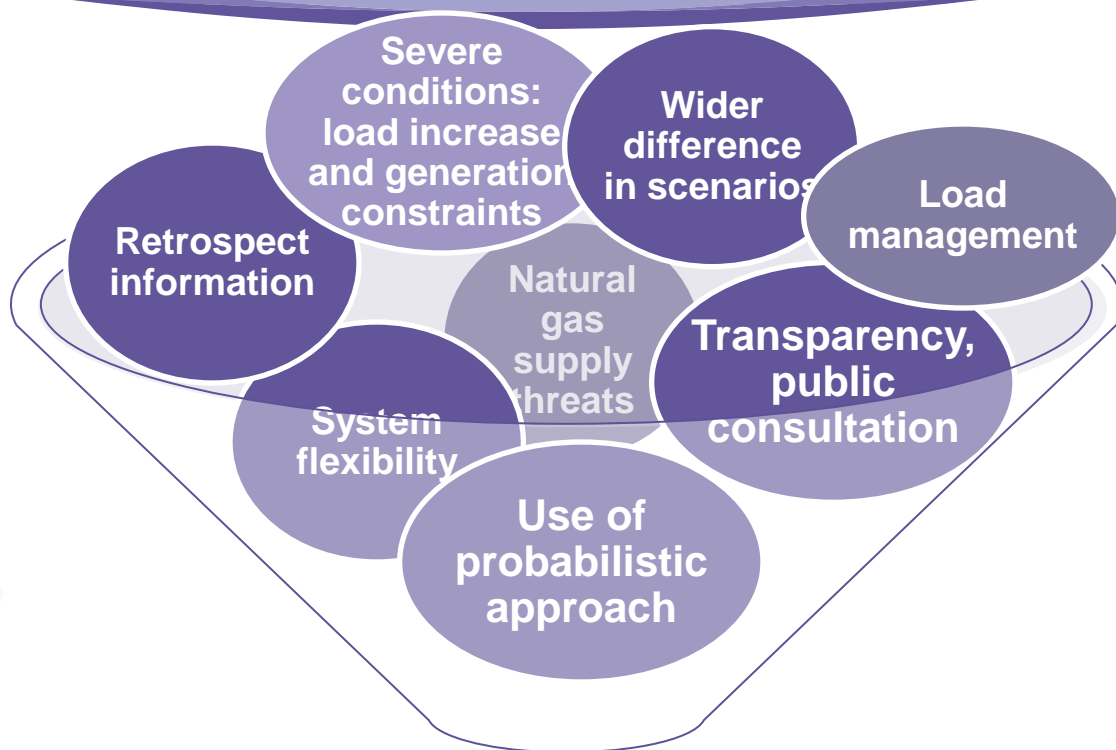 Severe
conditions:
load increase
and generation
constraints
Wider
difference
in scenarios
Load
management
Retrospect
information
Natural
gas
supply
threats
Transparency,
public
consultation
System
flexibility
Use of
probabilistic
approach